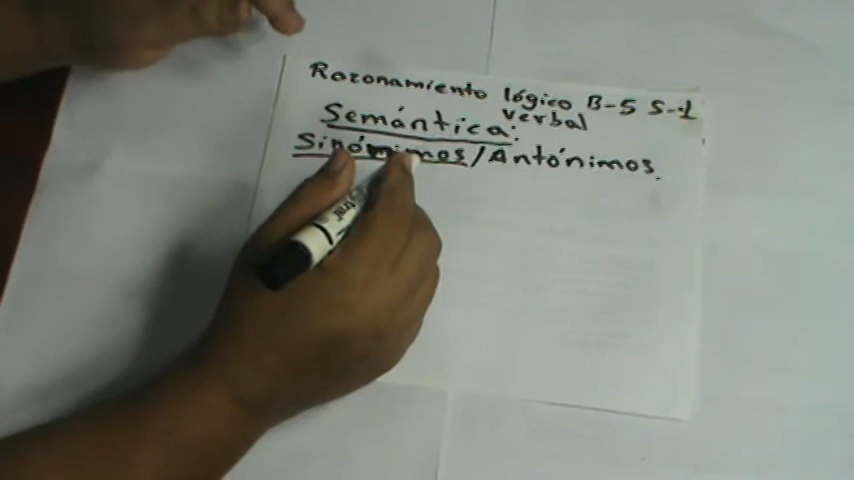 Razonamiento lógico B-5 S-1
verbal
Semántica:
Sinónimos/Antónimos.